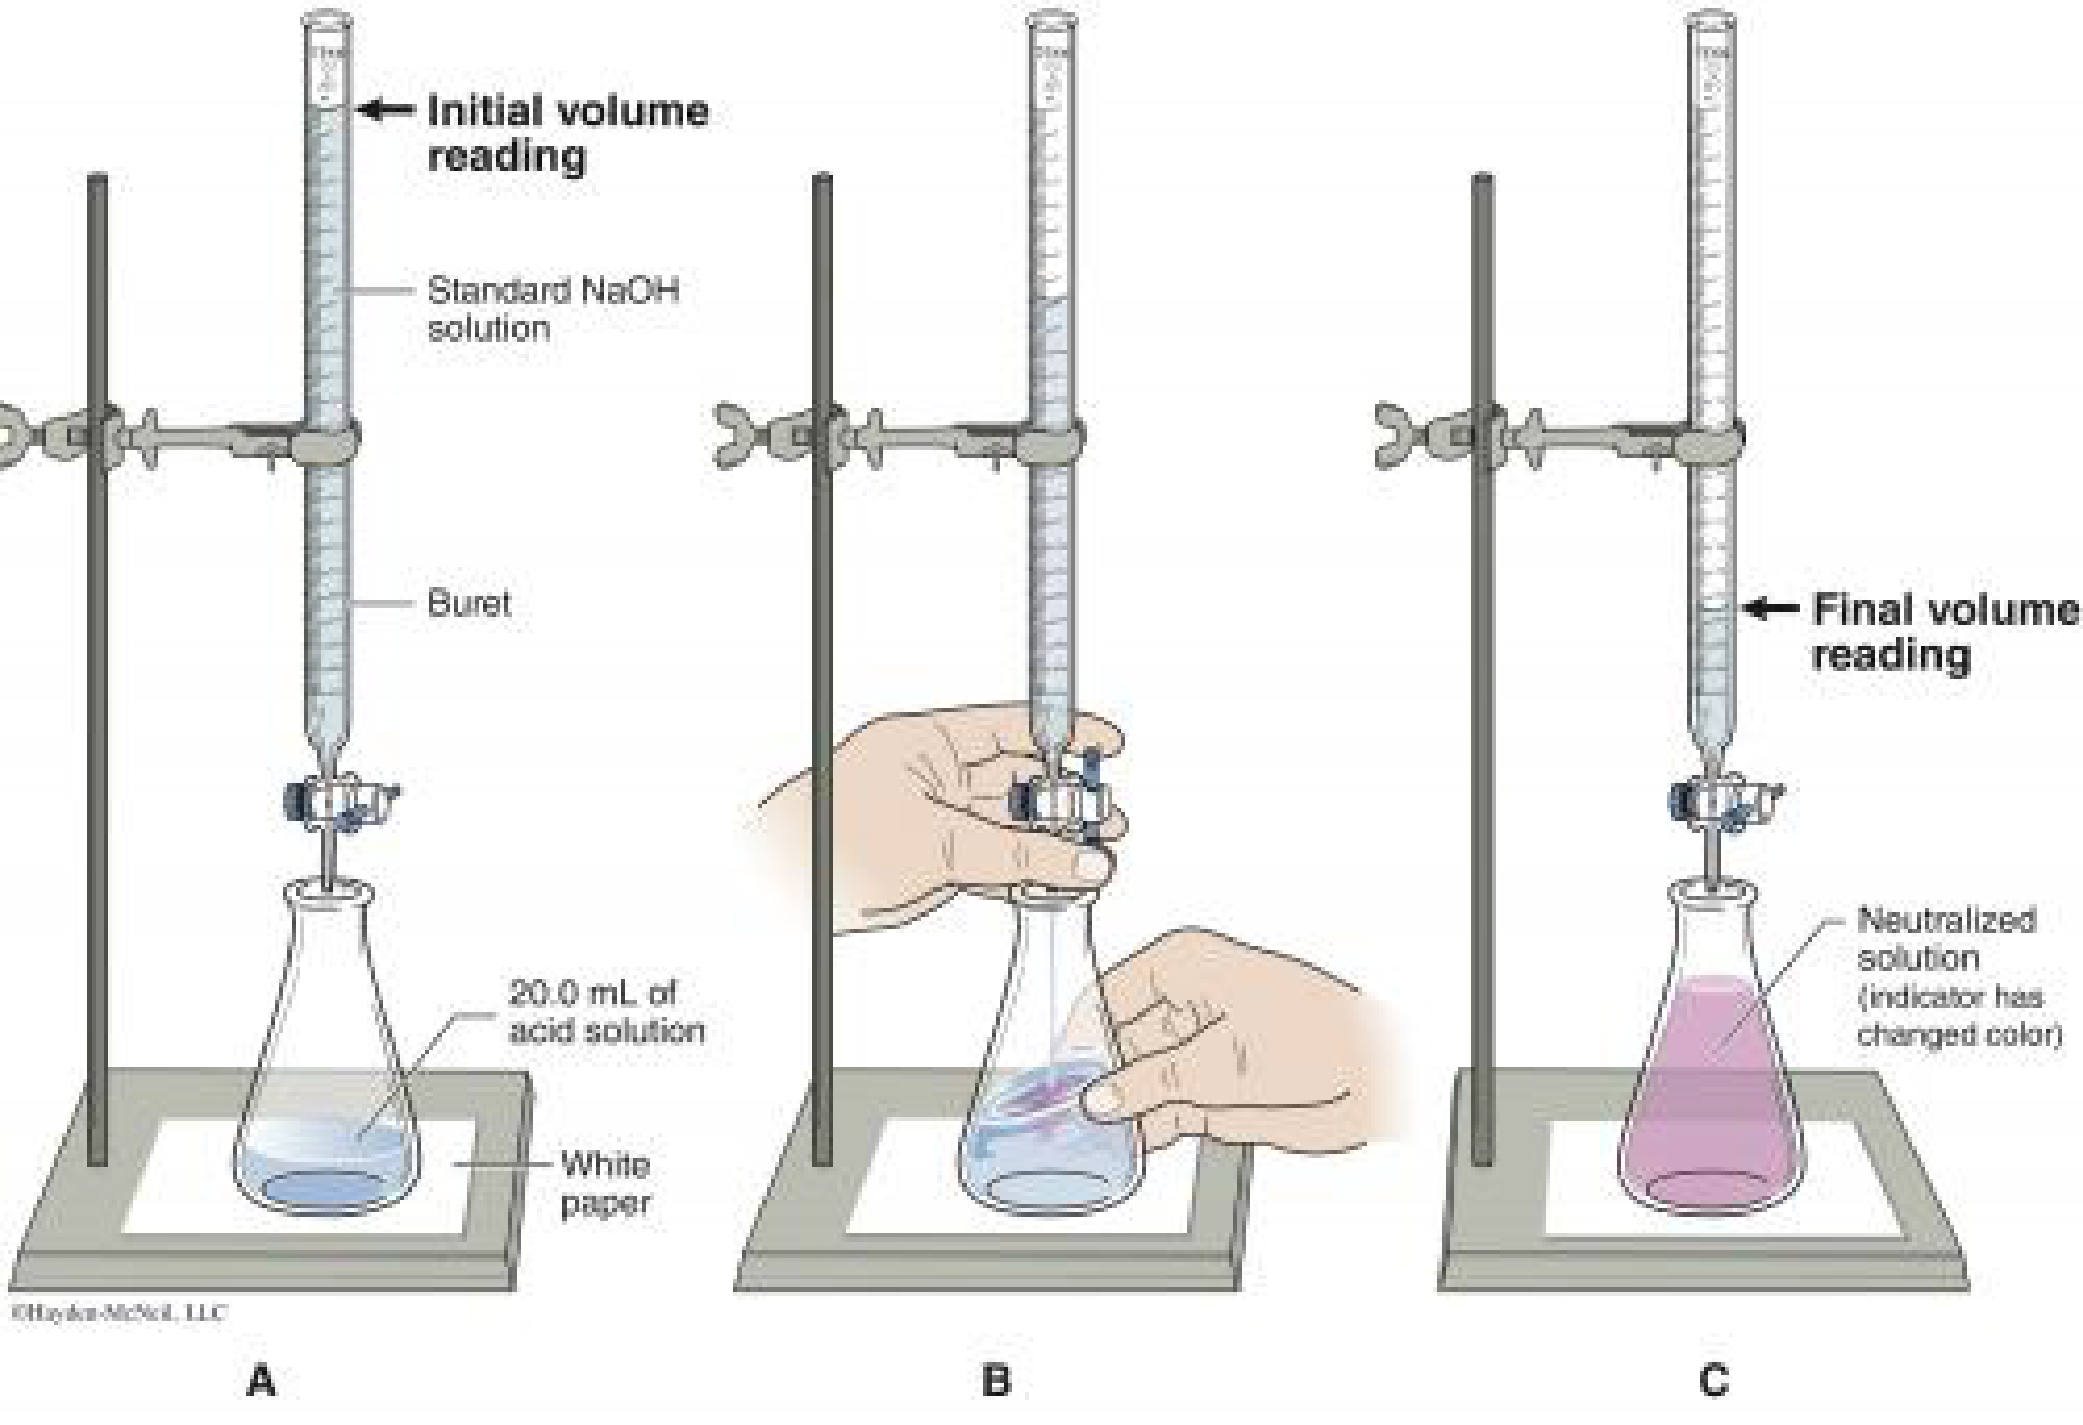 Initial volume
reading
Standard NaOH
solution
Buret
20.0 mL of
acid solution
White
paper
Final volume
reading
Neutralized
solution
(indicator has
changed color)
©Hayden-McNeil, LLC
A
B
C